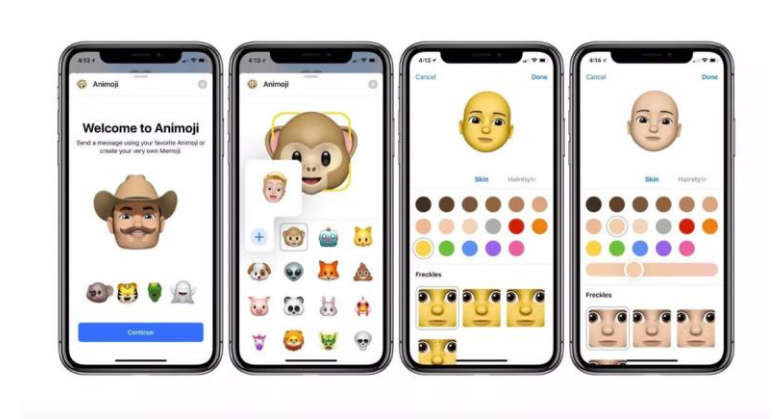 4:13
Animoji
Welcome to Animoji
Send a message using your favorite Animoji or
create your very own Memoji.
Continue
4:13
Animoji
4:13
Cancel
Done
Skin
Hairstyle
Freckles
4:14
Cancel
Done
Skin
Hairstyle
Freckles